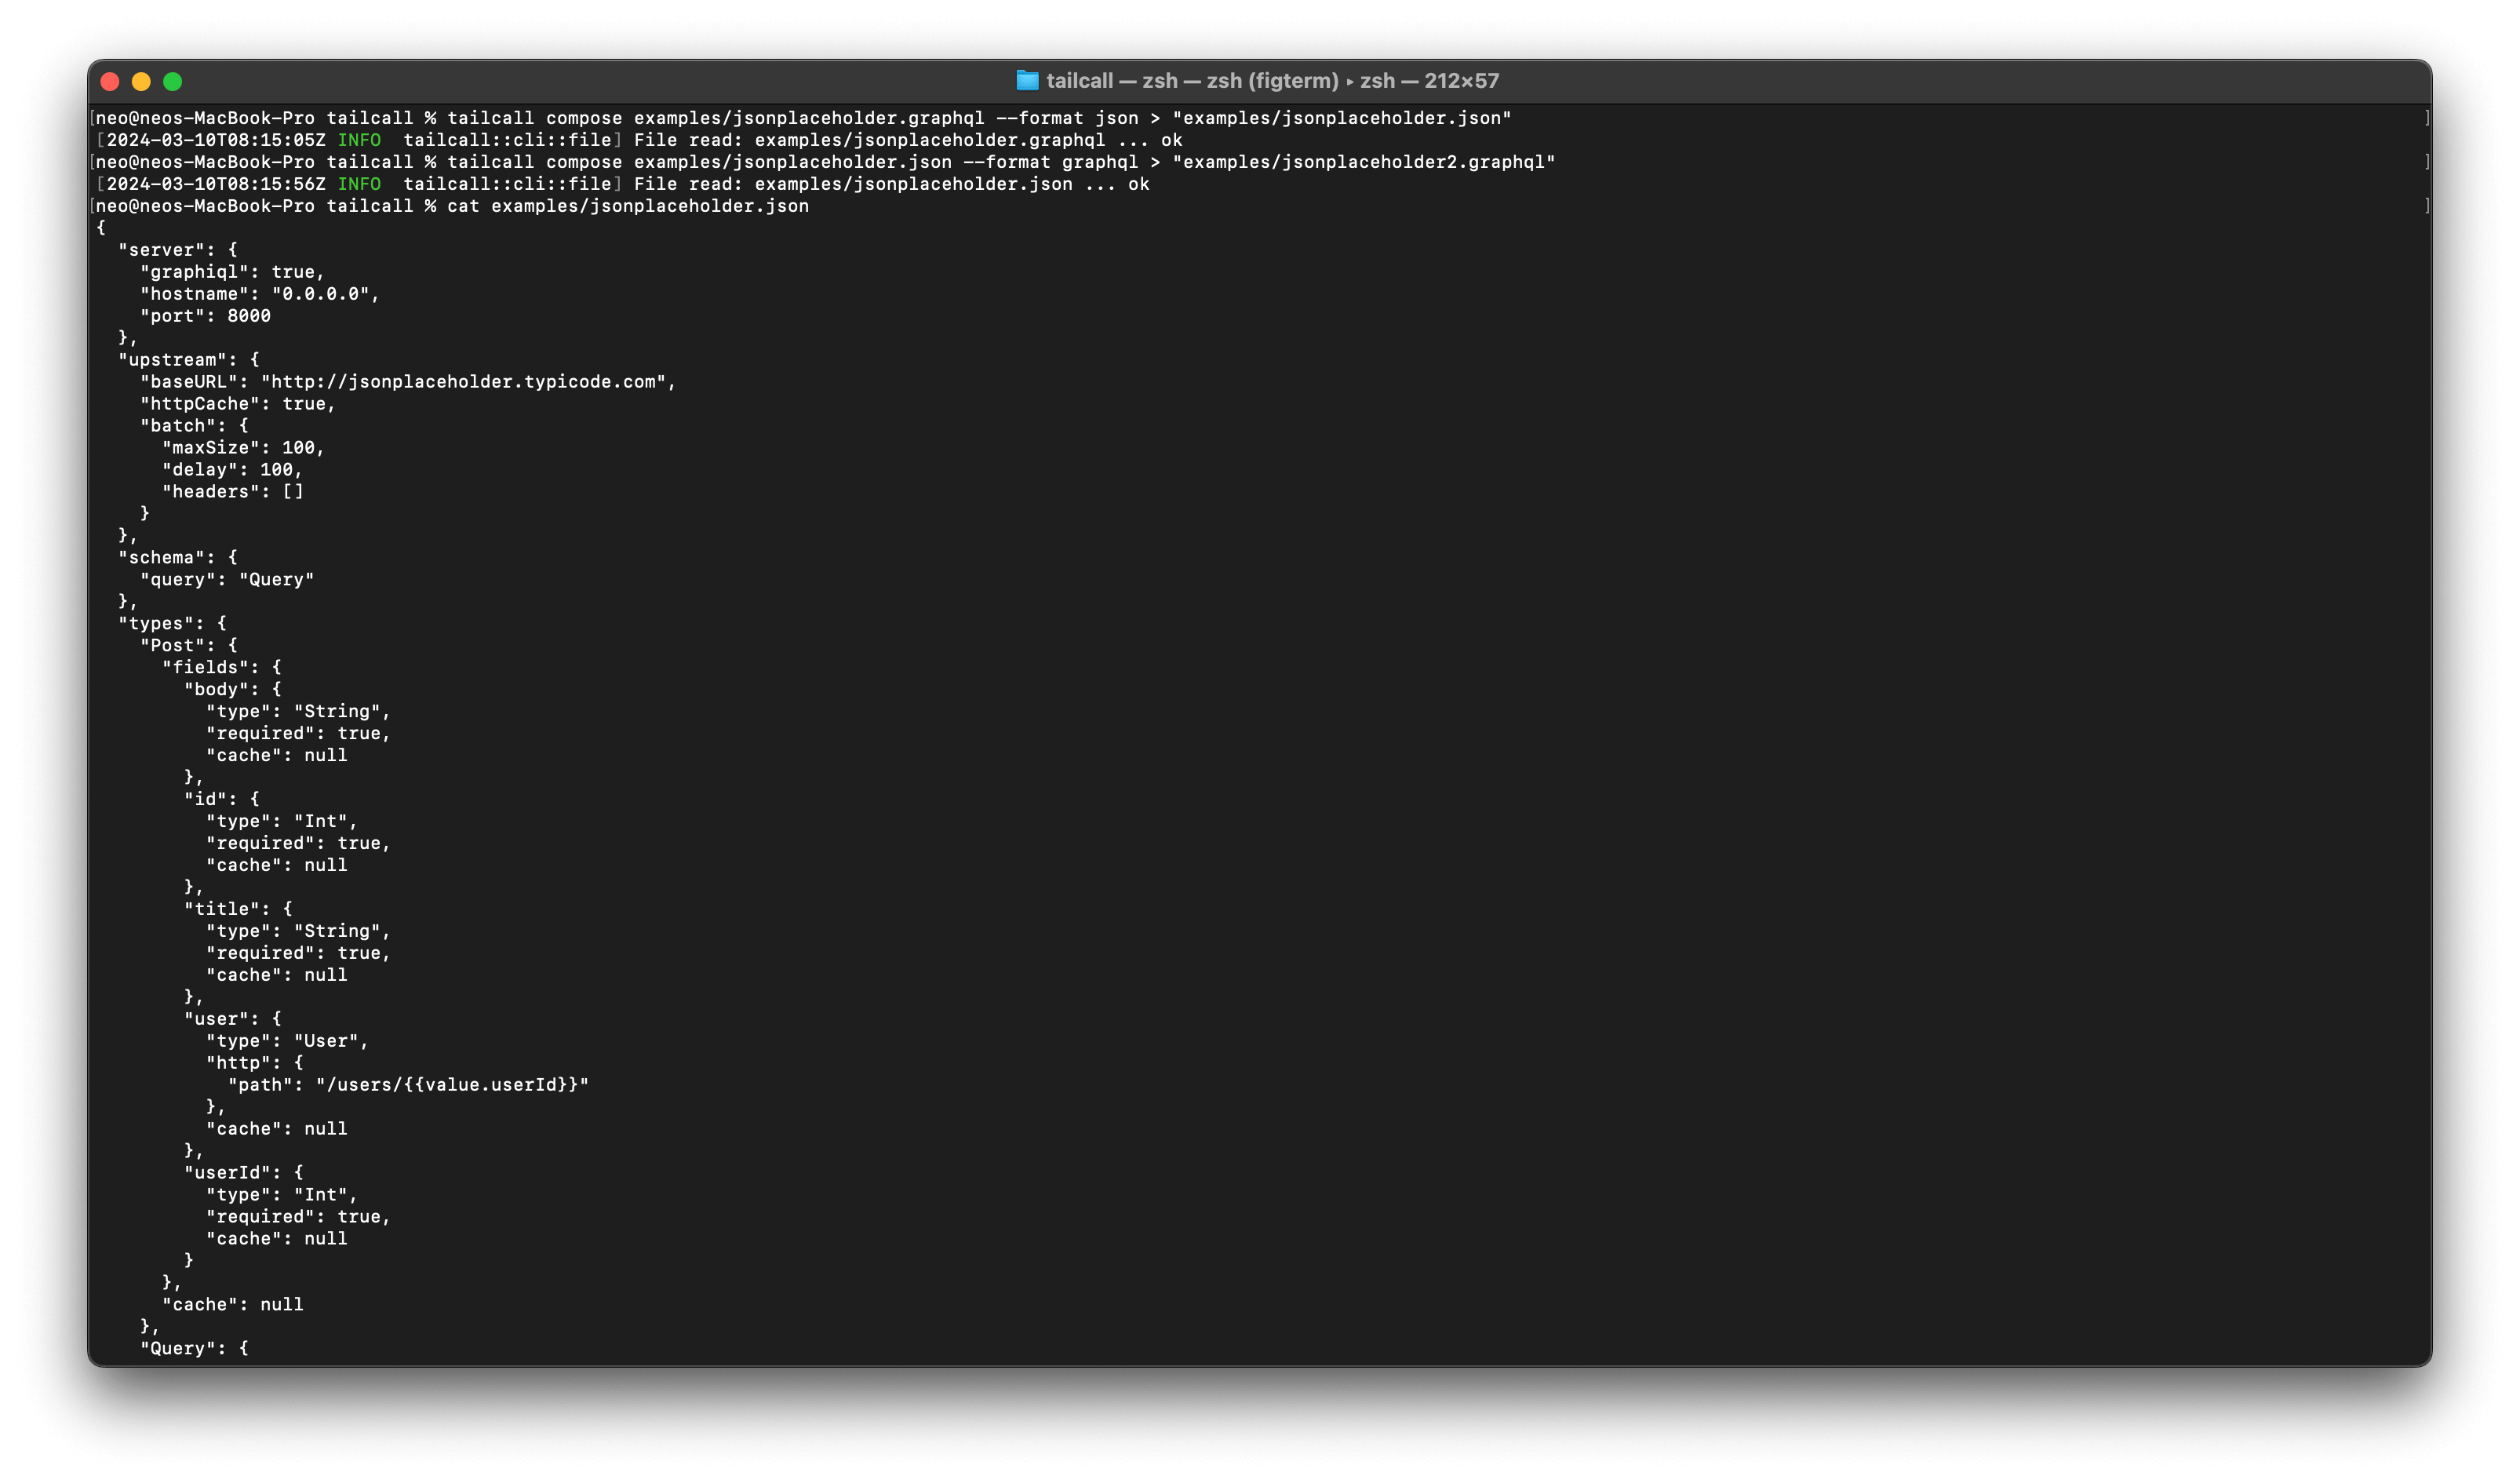 tailcall — zsh — zsh (figterm) ▸ zsh — 212×57
[neo@neos-MacBook-Pro tailcall % tailcall compose examples/jsonplaceholder.graphql --format json > "examples/jsonplaceholder.json" ]
[2024-03-10T08:15:05Z INFO  tailcall::cli::file] File read: examples/jsonplaceholder.graphql ... ok
[neo@neos-MacBook-Pro tailcall % tailcall compose examples/jsonplaceholder.json --format graphql > "examples/jsonplaceholder2.graphql" ]
[2024-03-10T08:15:56Z INFO  tailcall::cli::file] File read: examples/jsonplaceholder.json ... ok
[neo@neos-MacBook-Pro tailcall % cat examples/jsonplaceholder.json ]
{
  "server": {
    "graphiql": true,
    "hostname": "0.0.0.0",
    "port": 8000
  },
  "upstream": {
    "baseURL": "http://jsonplaceholder.typicode.com",
    "httpCache": true,
    "batch": {
      "maxSize": 100,
      "delay": 100,
      "headers": []
    }
  },
  "schema": {
    "query": "Query"
  },
  "types": {
    "Post": {
      "fields": {
        "body": {
          "type": "String",
          "required": true,
          "cache": null
        },
        "id": {
          "type": "Int",
          "required": true,
          "cache": null
        },
        "title": {
          "type": "String",
          "required": true,
          "cache": null
        },
        "user": {
          "type": "User",
          "http": {
            "path": "/users/{{value.userId}}"
          },
          "cache": null
        },
        "userId": {
          "type": "Int",
          "required": true,
          "cache": null
        }
      },
      "cache": null
    },
    "Query": {